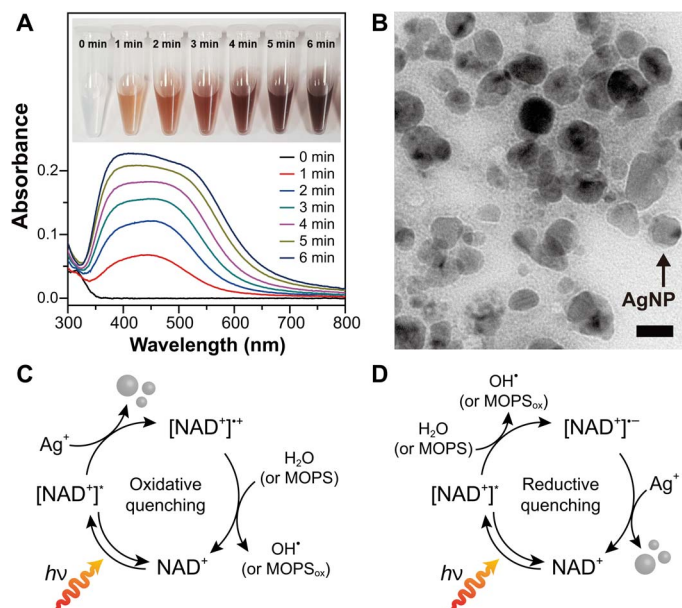 A
0 min 1 min 2 min 3 min 4 min 5 min 6 min
Absorbance
0.2
0.1
0.0
0 min
1 min
2 min
3 min
4 min
5 min
6 min
300 400 500 600 700 800
Wavelength (nm)
B
AgNP
C
Ag⁺
[NAD⁺]•⁺
H₂O
(or MOPS)
[NAD⁺]*
Oxidative
quenching
OH•
(or MOPSₒₓ)
hν
NAD⁺
D
OH•
(or MOPSₒₓ)
[NAD⁺]•⁻
H₂O
(or MOPS)
Ag⁺
[NAD⁺]*
Reductive
quenching
hν
NAD⁺